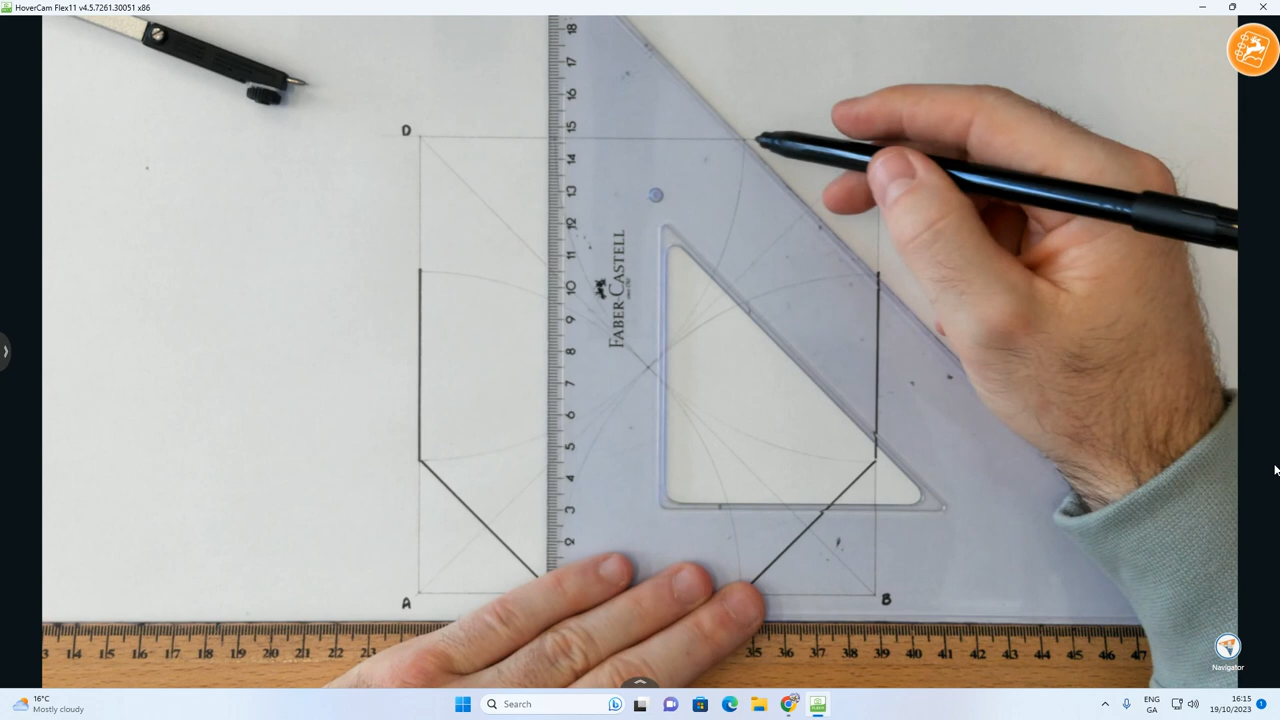 HoverCam Flex11 v4.5.7261.30051 x86
D
18
17
16
15
14
13
12
11
10
9
8
7
6
5
4
3
2
FABER-CASTELL
A
B
3 14 15 16 17 18 19 20 21 22 23 35 36 37 38 39 40 41 42 43 44 45 46 47
Navigator
16°C
Mostly cloudy
Search
ENG
GA
16:15
19/10/2023